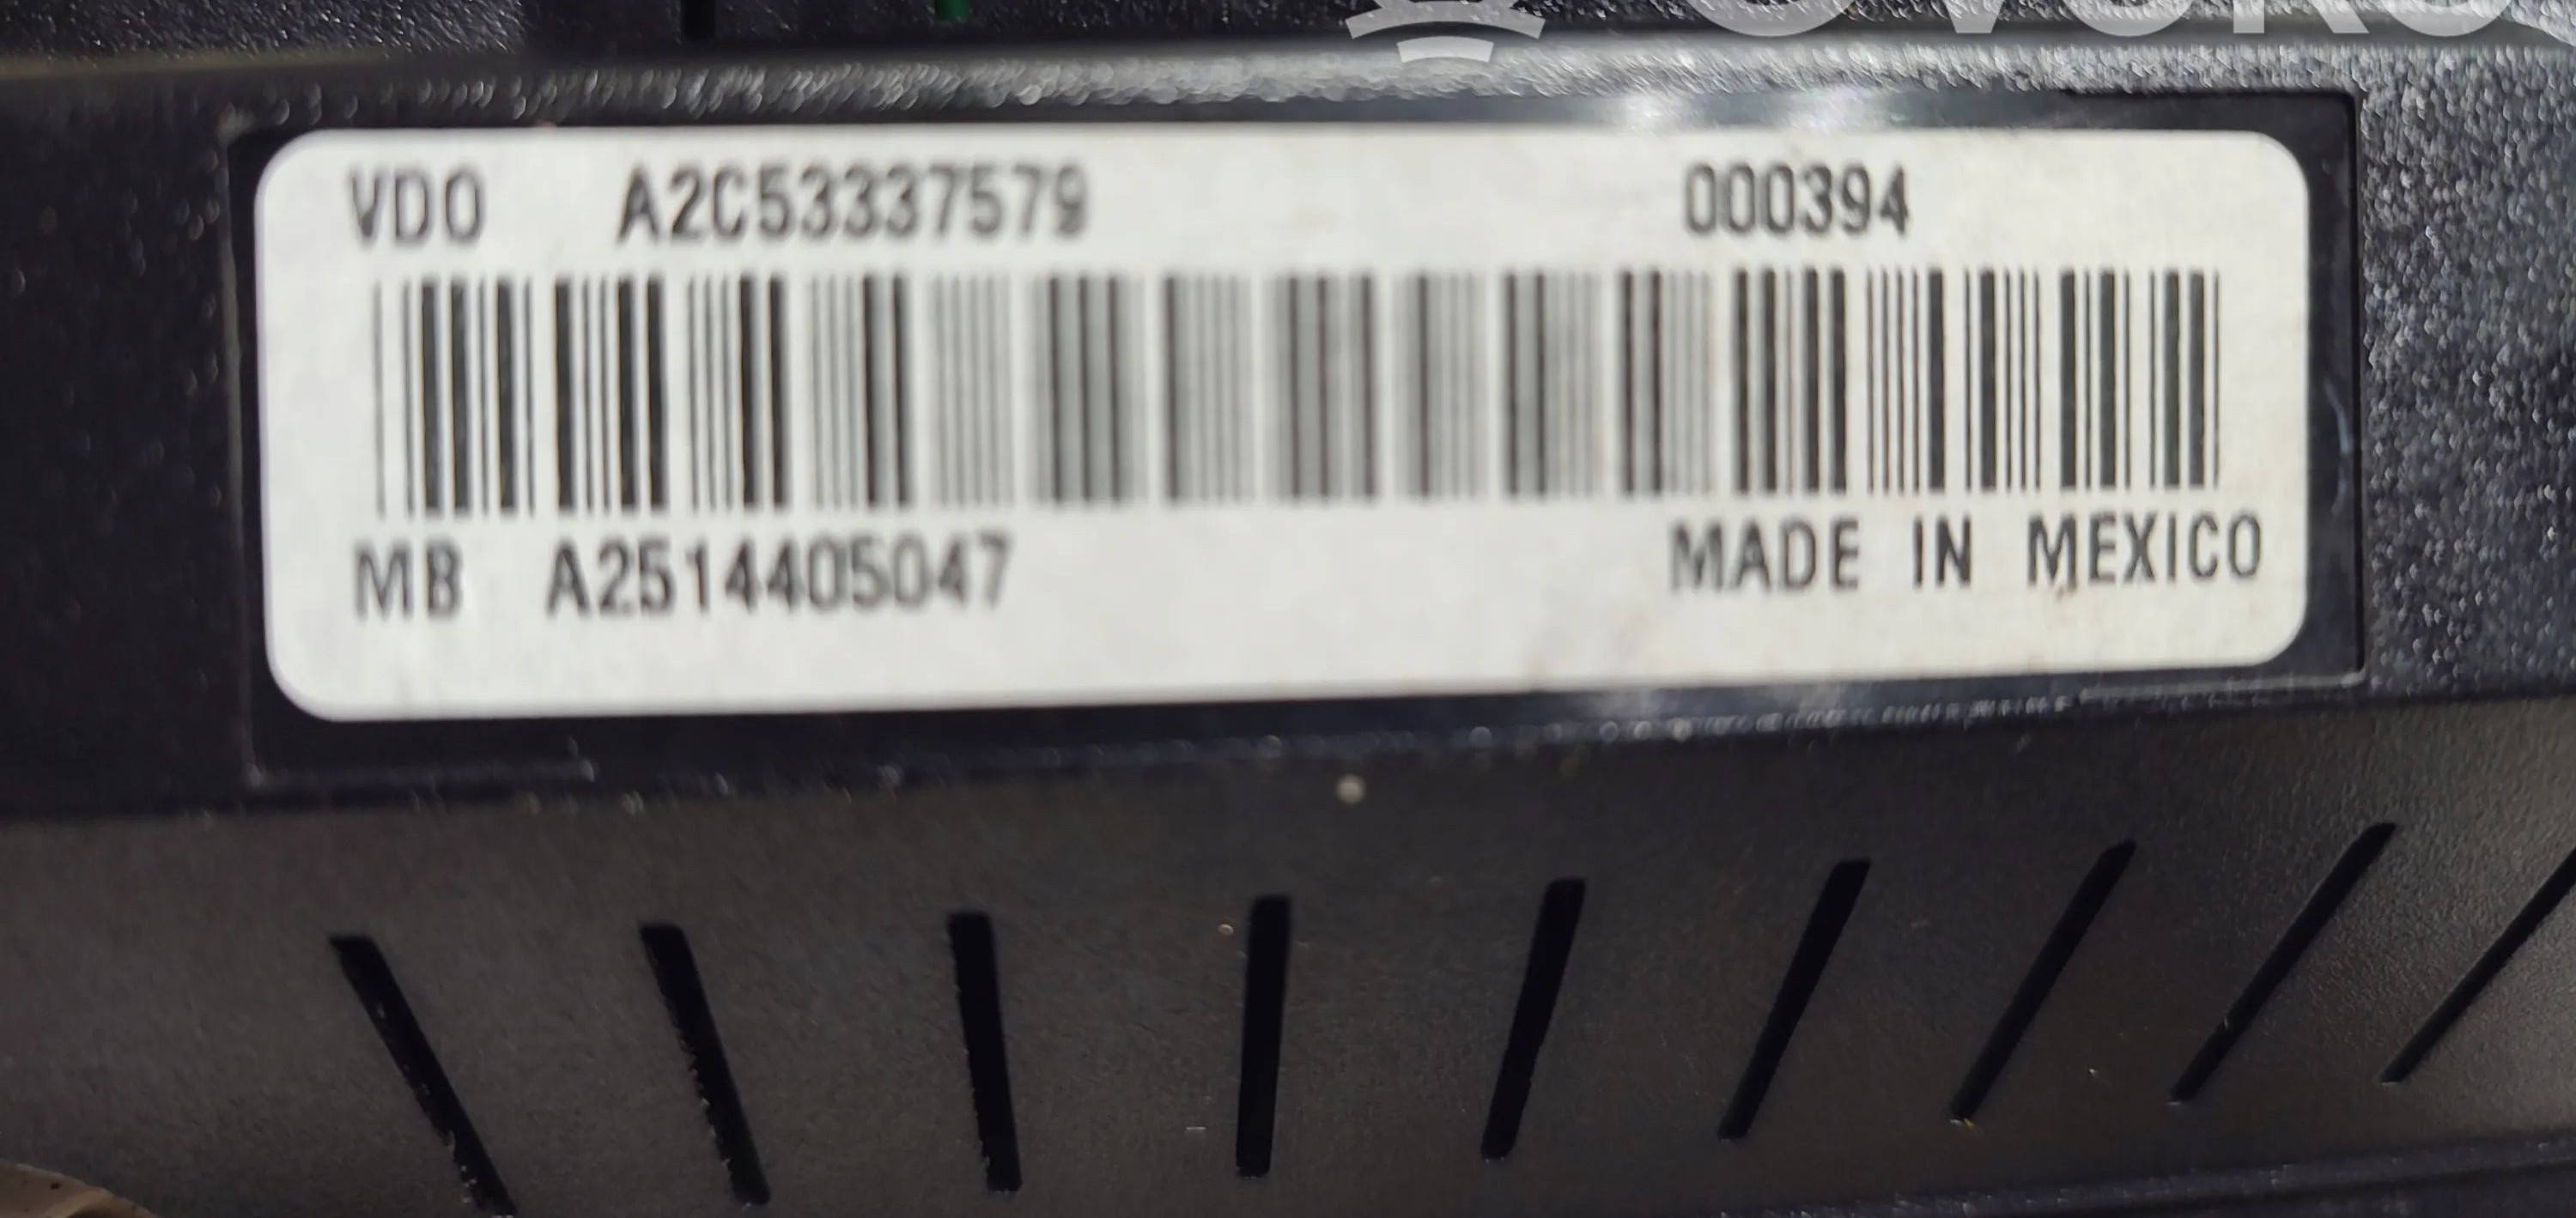 VDO A2C53337579 000394
MB A2514405047 MADE IN MEXICO